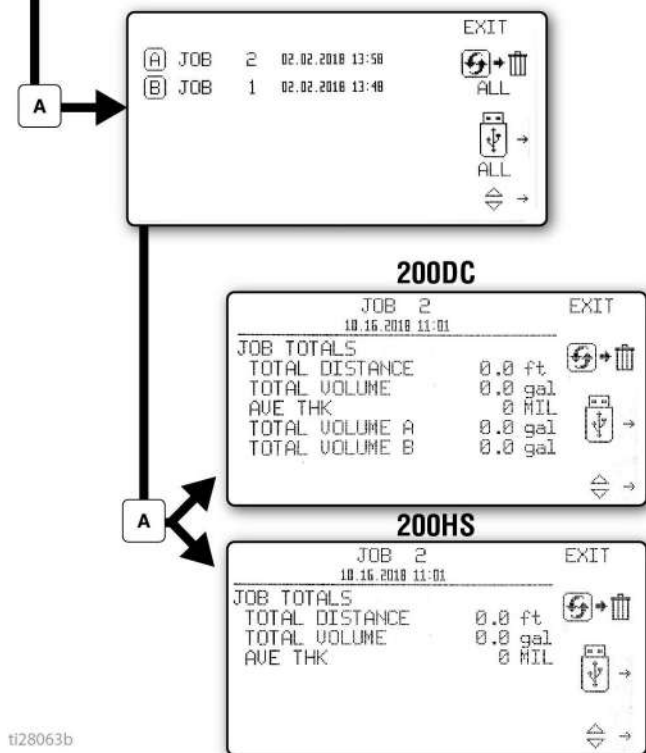 EXIT
A JOB 2 02.02.2018 13:58
B JOB 1 02.02.2018 13:48
ALL
ALL
A
200DC
JOB 2 EXIT
10.16.2018 11:01
JOB TOTALS
TOTAL DISTANCE 0.0 ft
TOTAL VOLUME 0.0 gal
AVE THK 0 MIL
TOTAL VOLUME A 0.0 gal
TOTAL VOLUME B 0.0 gal
A
200HS
JOB 2 EXIT
10.16.2018 11:01
JOB TOTALS
TOTAL DISTANCE 0.0 ft
TOTAL VOLUME 0.0 gal
AVE THK 0 MIL
ti28063b